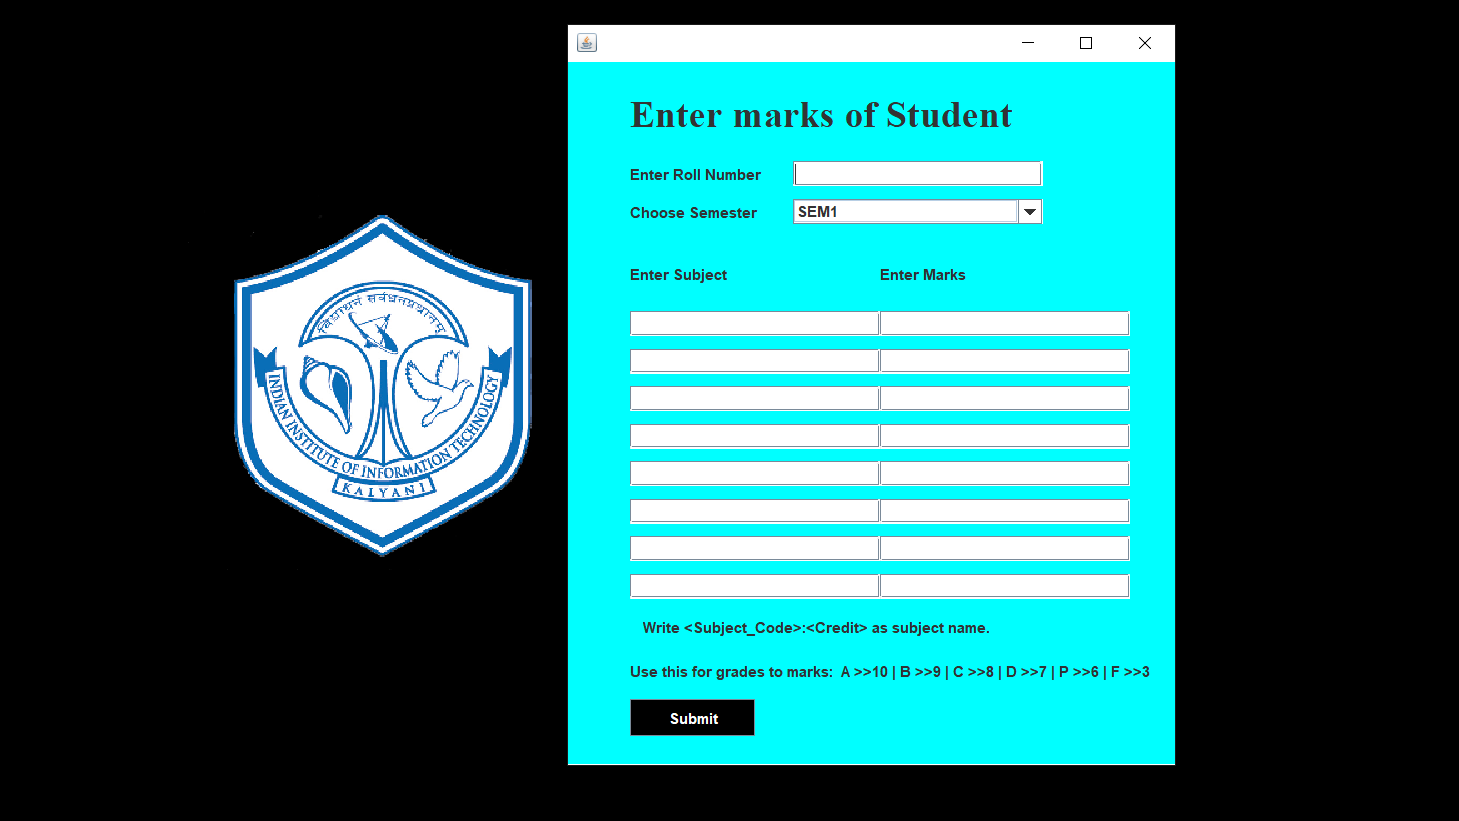 Enter marks of Student
Enter Roll Number
Choose Semester SEM1
Enter Subject Enter Marks
Write <Subject_Code>:<Credit> as subject name.
Use this for grades to marks: A >>10 | B >>9 | C >>8 | D >>7 | P >>6 | F >>3
Submit
INDIAN INSTITUTE OF INFORMATION TECHNOLOGY
KALYANI